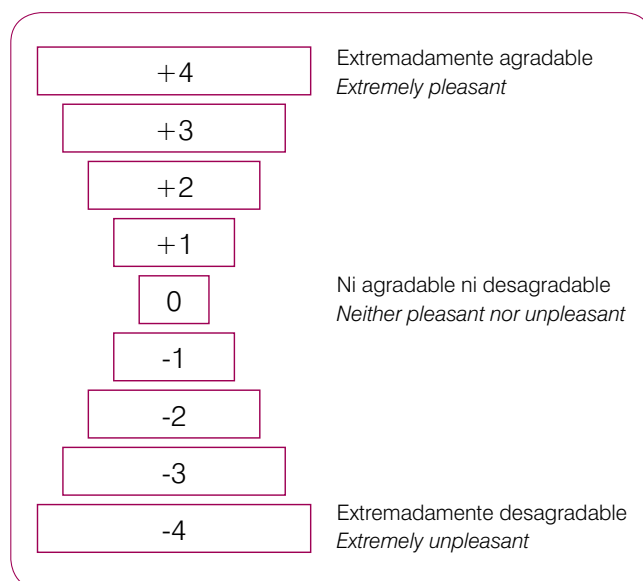 +4
Extremadamente agradable
Extremely pleasant
+3
+2
+1
0
Ni agradable ni desagradable
Neither pleasant nor unpleasant
-1
-2
-3
-4
Extremadamente desagradable
Extremely unpleasant